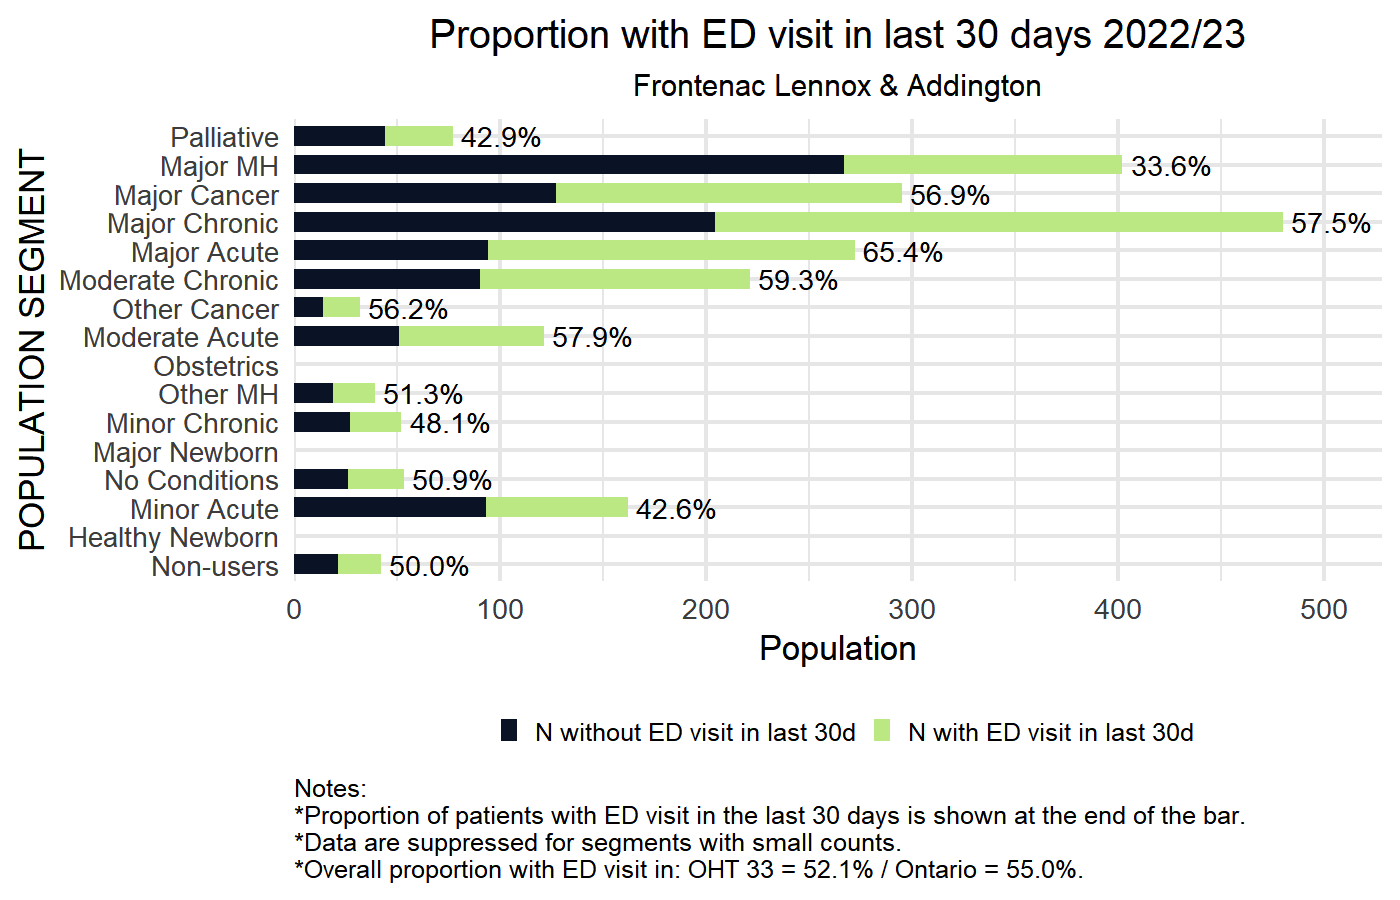 Proportion with ED visit in last 30 days 2022/23
Frontenac Lennox & Addington
POPULATION SEGMENT
Palliative 42.9%
Major MH 33.6%
Major Cancer 56.9%
Major Chronic 57.5%
Major Acute 65.4%
Moderate Chronic 59.3%
Other Cancer 56.2%
Moderate Acute 57.9%
Obstetrics
Other MH 51.3%
Minor Chronic 48.1%
Major Newborn
No Conditions 50.9%
Minor Acute 42.6%
Healthy Newborn
Non-users 50.0%
0 100 200 300 400 500
Population
N without ED visit in last 30d N with ED visit in last 30d
Notes:
*Proportion of patients with ED visit in the last 30 days is shown at the end of the bar.
*Data are suppressed for segments with small counts.
*Overall proportion with ED visit in: OHT 33 = 52.1% / Ontario = 55.0%.